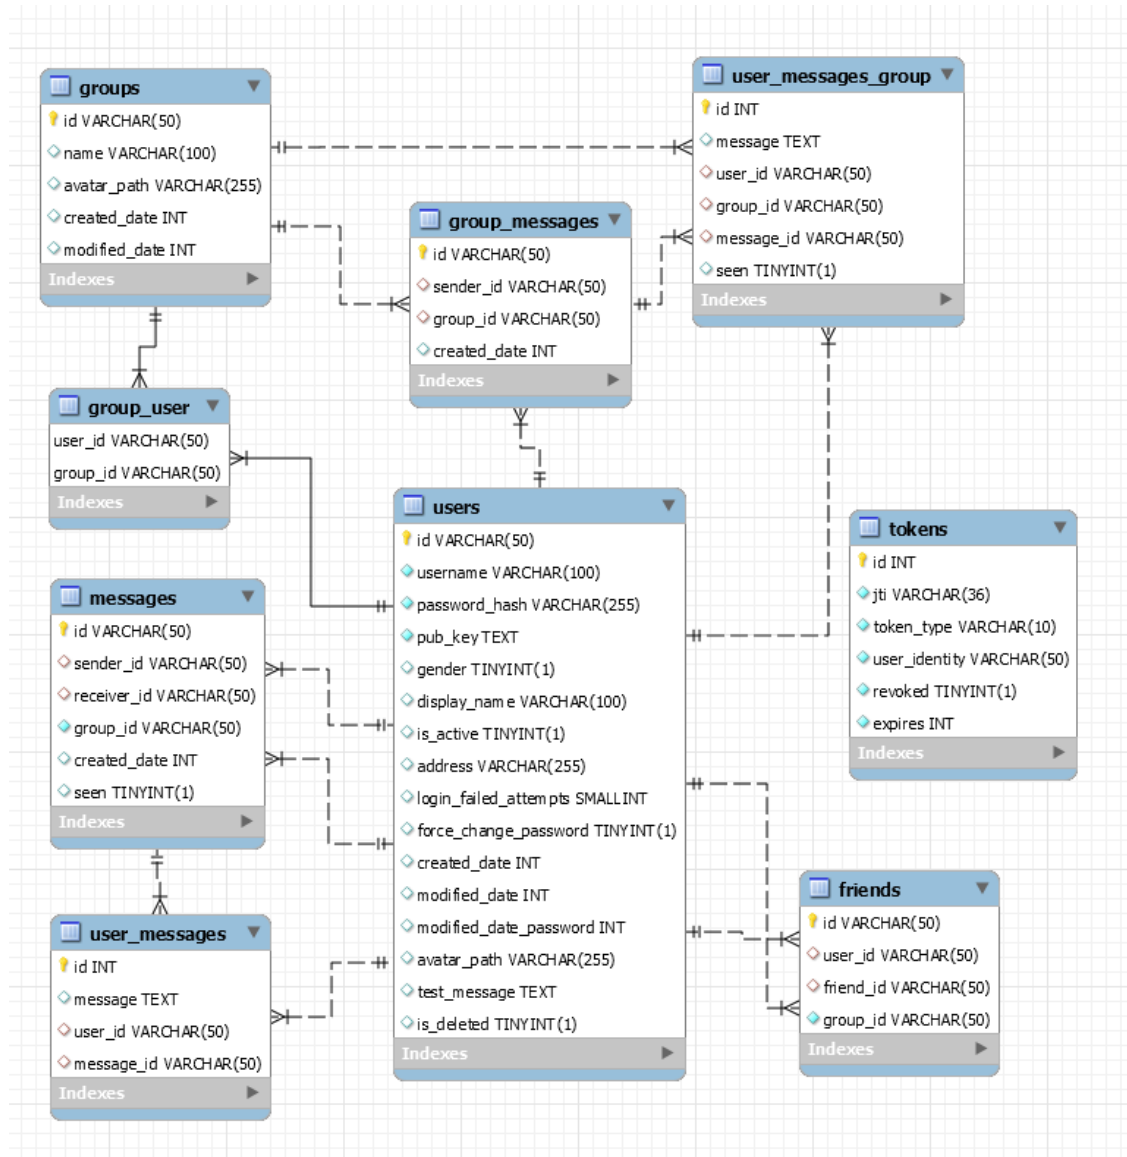 groups
id VARCHAR(50)
name VARCHAR(100)
avatar_path VARCHAR(255)
created_date INT
modified_date INT
Indexes
user_messages_group
id INT
message TEXT
user_id VARCHAR(50)
group_id VARCHAR(50)
message_id VARCHAR(50)
seen TINYINT(1)
Indexes
group_messages
id VARCHAR(50)
sender_id VARCHAR(50)
group_id VARCHAR(50)
created_date INT
Indexes
group_user
user_id VARCHAR(50)
group_id VARCHAR(50)
Indexes
users
id VARCHAR(50)
username VARCHAR(100)
password_hash VARCHAR(255)
pub_key TEXT
gender TINYINT(1)
display_name VARCHAR(100)
is_active TINYINT(1)
address VARCHAR(255)
login_failed_attempts SMALLINT
force_change_password TINYINT(1)
created_date INT
modified_date INT
modified_date_password INT
avatar_path VARCHAR(255)
test_message TEXT
is_deleted TINYINT(1)
Indexes
tokens
id INT
jti VARCHAR(36)
token_type VARCHAR(10)
user_identity VARCHAR(50)
revoked TINYINT(1)
expires INT
Indexes
messages
id VARCHAR(50)
sender_id VARCHAR(50)
receiver_id VARCHAR(50)
group_id VARCHAR(50)
created_date INT
seen TINYINT(1)
Indexes
friends
id VARCHAR(50)
user_id VARCHAR(50)
friend_id VARCHAR(50)
group_id VARCHAR(50)
Indexes
user_messages
id INT
message TEXT
user_id VARCHAR(50)
message_id VARCHAR(50)
Indexes